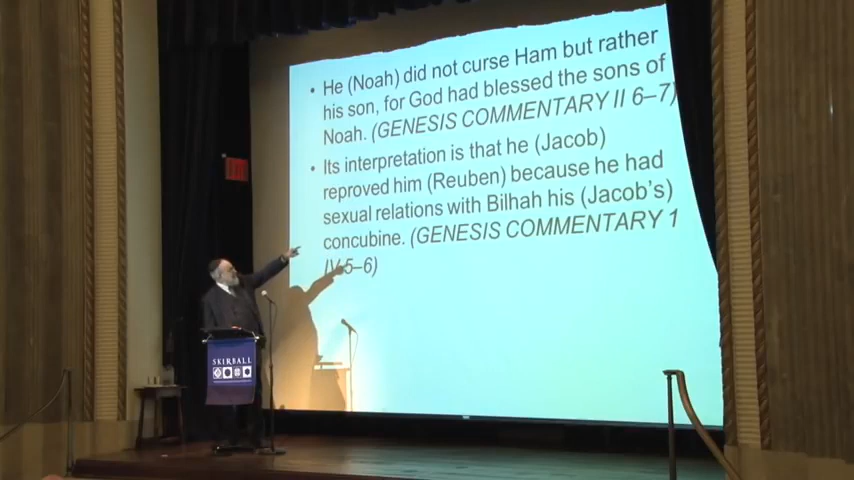 • He (Noah) did not curse Ham but rather
his son, for God had blessed the sons of
Noah. (GENESIS COMMENTARY II 6–7)
• Its interpretation is that he (Jacob)
reproved him (Reuben) because he had
sexual relations with Bilhah his (Jacob's)
concubine. (GENESIS COMMENTARY 1
IV 5–6)
SKIRBALL